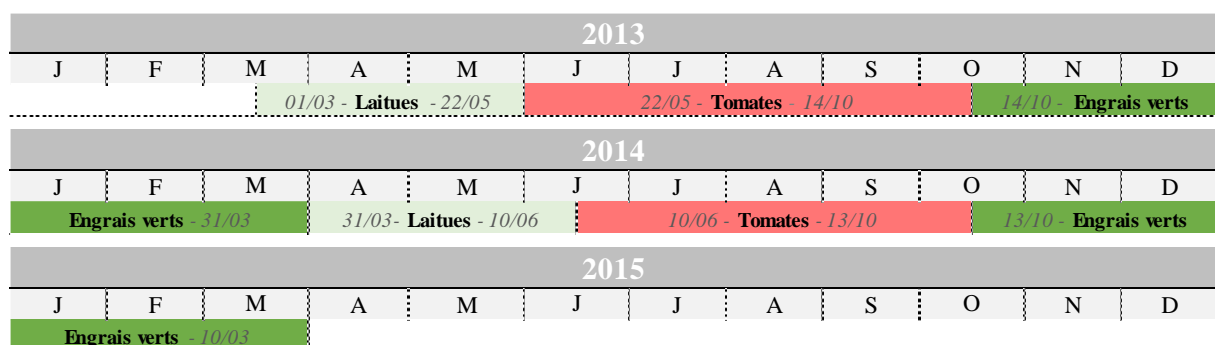 2013
J F M A M J J A S O N D
01/03 - Laitues - 22/05 22/05 - Tomates - 14/10 14/10 - Engrais verts
2014
J F M A M J J A S O N D
Engrais verts - 31/03 31/03- Laitues - 10/06 10/06 - Tomates - 13/10 13/10 - Engrais verts
2015
J F M A M J J A S O N D
Engrais verts - 10/03